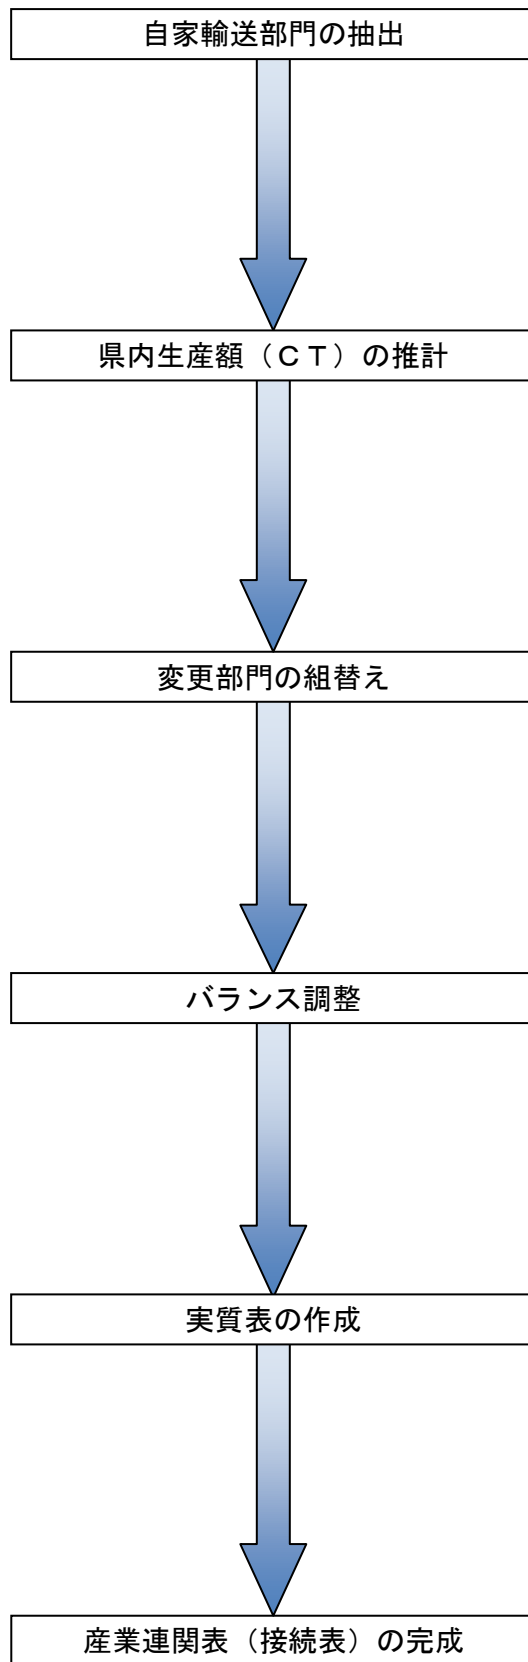 自家輸送部門の抽出
県内生産額（ＣＴ）の推計
変更部門の組替え
バランス調整
実質表の作成
産業連関表（接続表）の完成